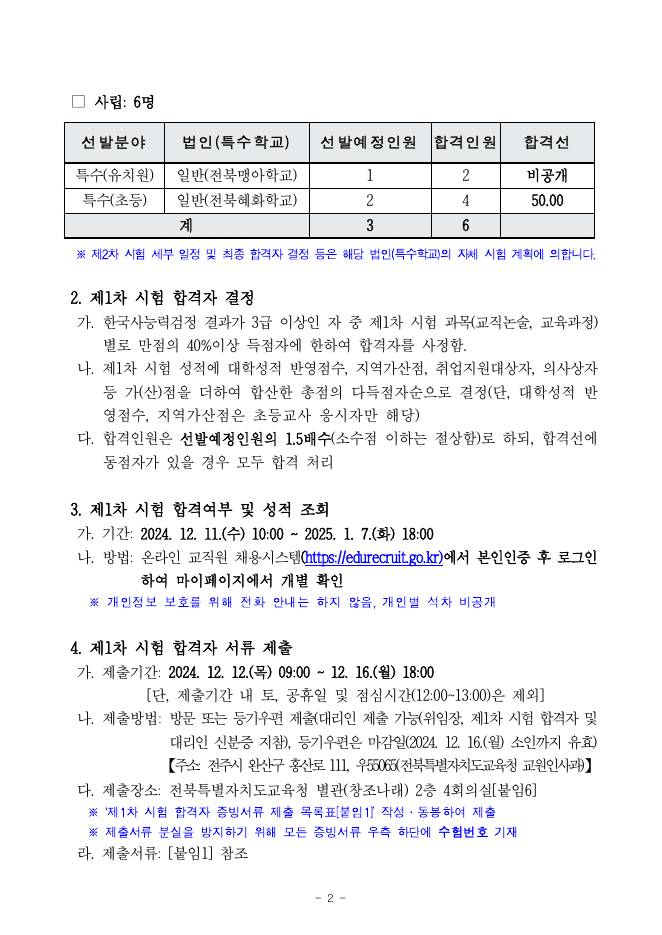 □ 사립: 6명
선발분야 법인(특수학교) 선발예정인원 합격인원 합격선
특수(유치원) 일반(전북맹아학교) 1 2 비공개
특수(초등) 일반(전북혜화학교) 2 4 50.00
계 3 6
※ 제2차 시험 세부 일정 및 최종 합격자 결정 등은 해당 법인(특수학교)의 자체 시험 계획에 의합니다.
2. 제1차 시험 합격자 결정
가. 한국사능력검정 결과가 3급 이상인 자 중 제1차 시험 과목(교직논술, 교육과정)
별로 만점의 40%이상 득점자에 한하여 합격자를 사정함.
나. 제1차 시험 성적에 대학성적 반영점수, 지역가산점, 취업지원대상자, 의사상자
등 가(산)점을 더하여 합산한 총점의 다득점자순으로 결정(단, 대학성적 반
영점수, 지역가산점은 초등교사 응시자만 해당)
다. 합격인원은 선발예정인원의 1.5배수(소수점 이하는 절상함)로 하되, 합격선에
동점자가 있을 경우 모두 합격 처리
3. 제1차 시험 합격여부 및 성적 조회
가. 기간: 2024. 12. 11.(수) 10:00 ~ 2025. 1. 7.(화) 18:00
나. 방법: 온라인 교직원 채용시스템(https://edurecruit.go.kr)에서 본인인증 후 로그인
하여 마이페이지에서 개별 확인
※ 개인정보 보호를 위해 전화 안내는 하지 않음, 개인별 석차 비공개
4. 제1차 시험 합격자 서류 제출
가. 제출기간: 2024. 12. 12.(목) 09:00 ~ 12. 16.(월) 18:00
[단, 제출기간 내 토, 공휴일 및 점심시간(12:00~13:00)은 제외]
나. 제출방법: 방문 또는 등기우편 제출(대리인 제출 가능(위임장, 제1차 시험 합격자 및
대리인 신분증 지참), 등기우편은 마감일(2024. 12. 16.(월) 소인까지 유효)
【주소: 전주시 완산구 홍산로 111, 우55065(전북특별자치도교육청 교원인사과)】
다. 제출장소: 전북특별자치도교육청 별관(창조나래) 2층 4회의실[붙임6]
※ '제1차 시험 합격자 증빙서류 제출 목록표[붙임1]' 작성·동봉하여 제출
※ 제출서류 분실을 방지하기 위해 모든 증빙서류 우측 하단에 수험번호 기재
라. 제출서류: [붙임1] 참조
- 2 -